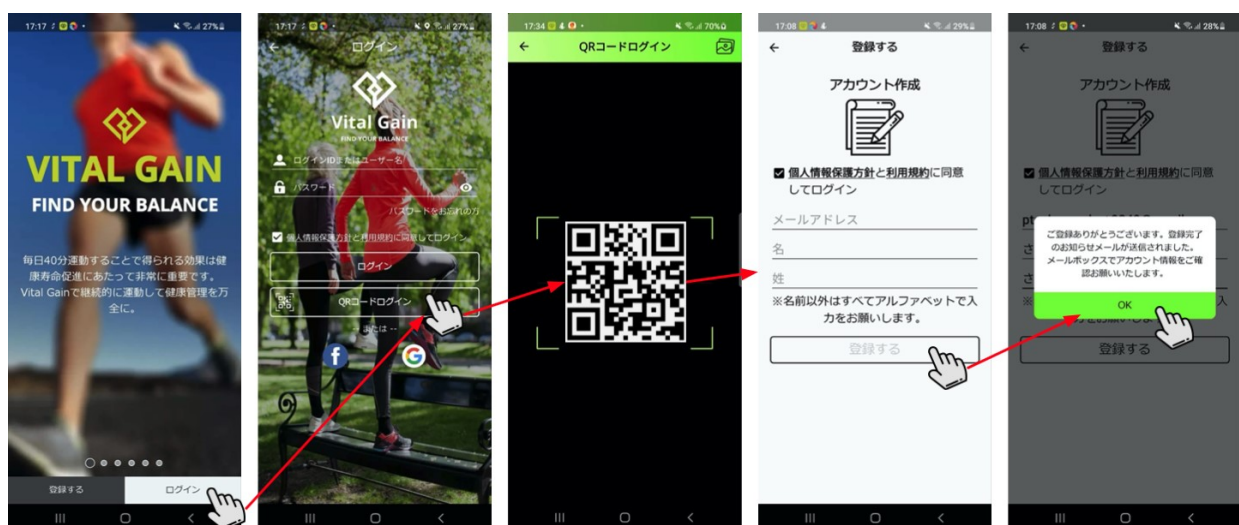 17:17
27%
VITAL GAIN
FIND YOUR BALANCE
毎日40分運動することで得られる効果は健
康寿命促進にあたって非常に重要です。
Vital Gainで継続的に運動して健康管理を万
全に。
登録する
ログイン
17:17
27%
ログイン
Vital Gain
FIND YOUR BALANCE
ログインIDまたはユーザー名
パスワード
パスワードをお忘れの方
個人情報保護方針と利用規約に同意してログイン
ログイン
QRコードログイン
-- または --
17:34
70%
QRコードログイン
17:08
29%
登録する
アカウント作成
個人情報保護方針と利用規約に同意
してログイン
メールアドレス
名
姓
※名前以外はすべてアルファベットで入
力をお願いします。
登録する
17:08
28%
登録する
アカウント作成
個人情報保護方針と利用規約に同意
してログイン
ご登録ありがとうございます。登録完了
のお知らせメールが送信されました。
メールボックスでアカウント情報をご確
認お願いいたします。
OK
登録する